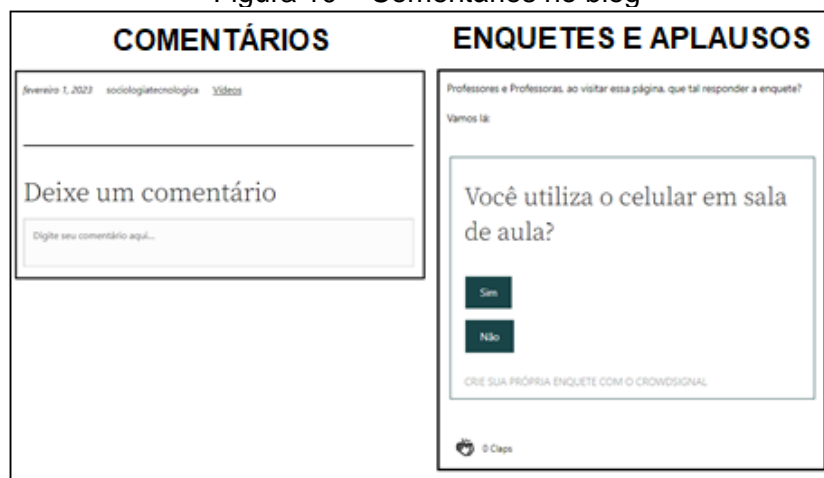 Figura 10 – Comentários no blog
COMENTÁRIOS
fevereiro 1, 2023 sociologiatecnologica Vídeos
Deixe um comentário
Digite seu comentário aqui...
ENQUETES E APLAUSOS
Professores e Professoras, ao visitar essa página, que tal responder a enquete?
Vamos lá:
Você utiliza o celular em sala
de aula?
Sim
Não
CRIE SUA PRÓPRIA ENQUETE COM O CROWDSIGNAL
0 Claps